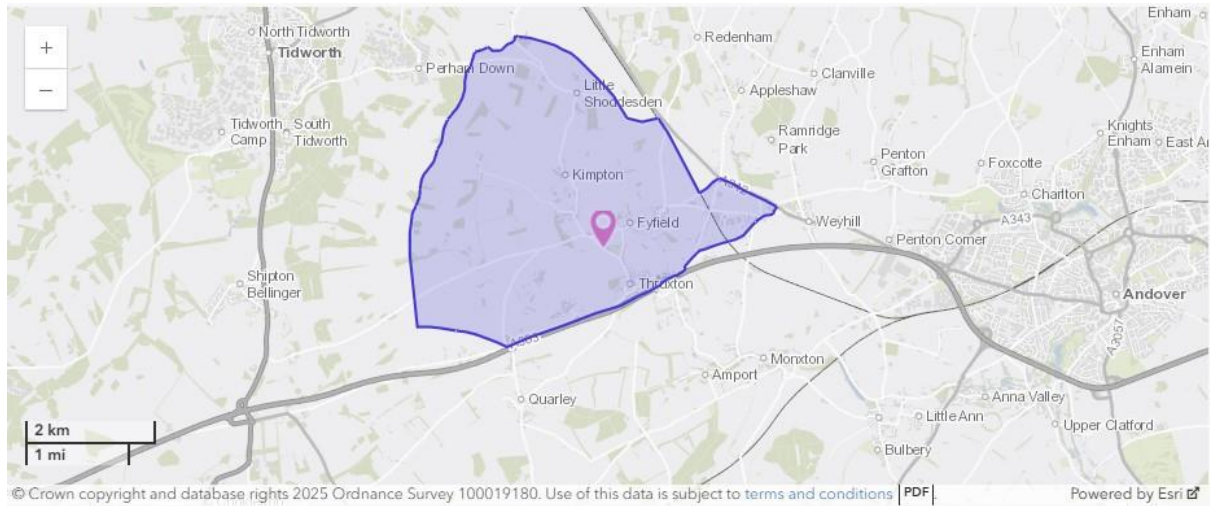 +
−
North Tidworth
Tidworth
Perham Down
Redenham
Enham
Enham
Alamein
Clanville
Little
Shoddesden
Appleshaw
Tidworth
Camp
South
Tidworth
Ramridge
Park
Knights
Enham
East
Penton
Grafton
Foxcotte
Kimpton
A342
Charlton
A343
Fyfield
Weyhill
Penton Corner
Shipton
Bellinger
Thruxton
Andover
A303
A3057
Monxton
Amport
Quarley
Anna Valley
Little Ann
Upper Clatford
Bulbery
2 km
1 mi
© Crown copyright and database rights 2025 Ordnance Survey 100019180. Use of this data is subject to terms and conditions PDF.
Powered by Esri